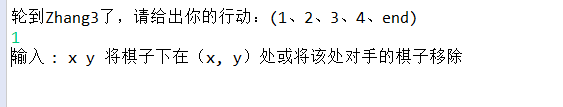 轮到Zhang3了，请给出你的行动：(1、2、3、4、end)
1
输入 : x y 将棋子下在（x, y）处或将该处对手的棋子移除